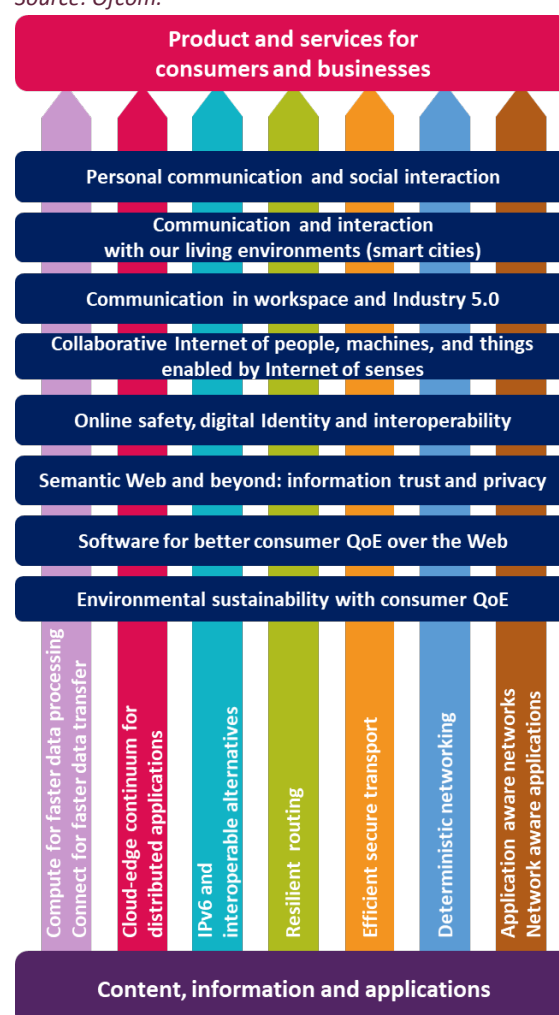 Source: Ofcom.
Product and services for
consumers and businesses
Personal communication and social interaction
Communication and interaction
with our living environments (smart cities)
Communication in workspace and Industry 5.0
Collaborative Internet of people, machines, and things
enabled by Internet of senses
Online safety, digital Identity and interoperability
Semantic Web and beyond: information trust and privacy
Software for better consumer QoE over the Web
Environmental sustainability with consumer QoE
Compute for faster data processing
Connect for faster data transfer
Cloud-edge continuum for
distributed applications
IPv6 and
interoperable alternatives
Resilient routing
Efficient secure transport
Deterministic networking
Application aware networks
Network aware applications
Content, information and applications